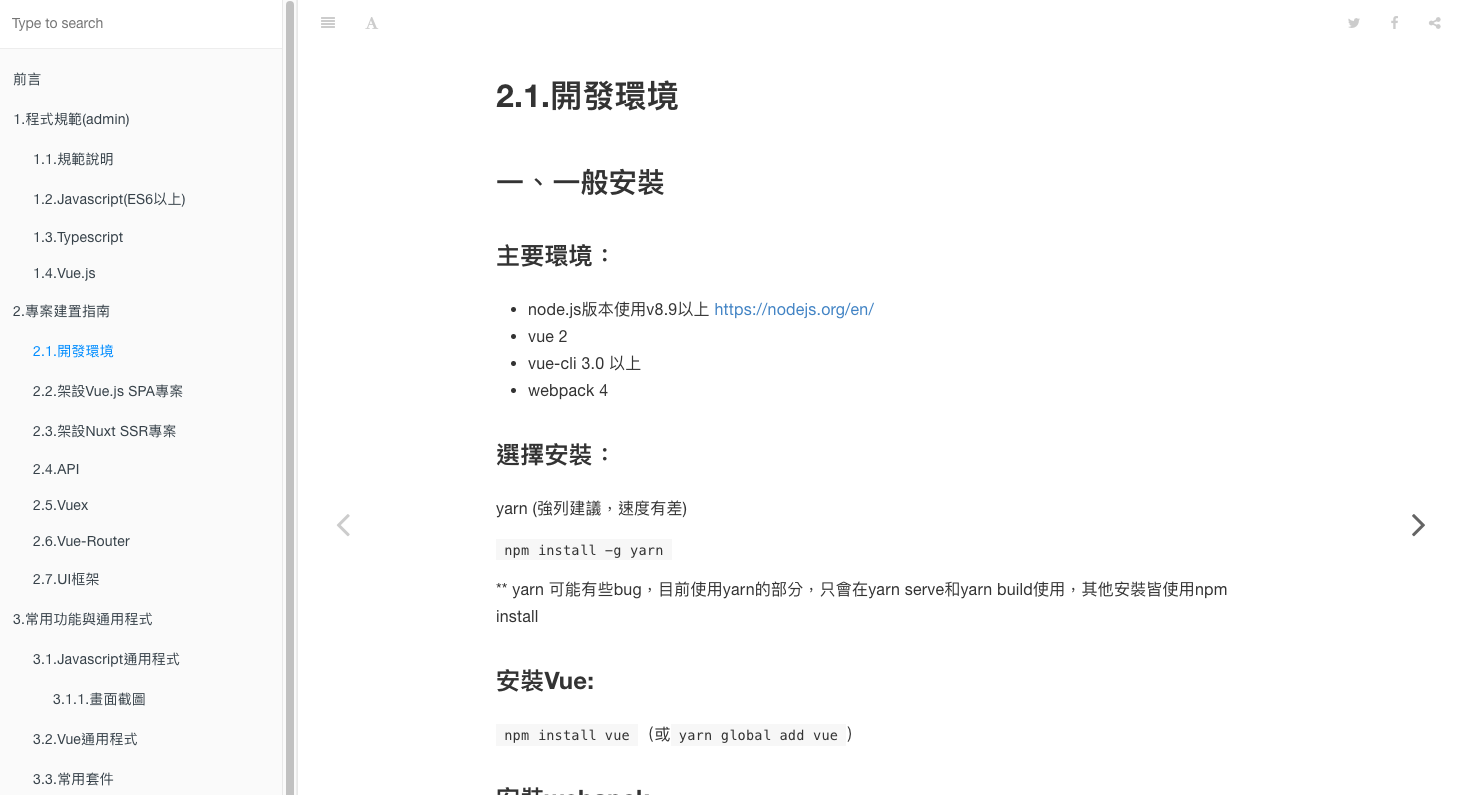 Type to search
前言
1.程式規範(admin)
1.1.規範說明
1.2.Javascript(ES6以上)
1.3.Typescript
1.4.Vue.js
2.專案建置指南
2.1.開發環境
2.2.架設Vue.js SPA專案
2.3.架設Nuxt SSR專案
2.4.API
2.5.Vuex
2.6.Vue-Router
2.7.UI框架
3.常用功能與通用程式
3.1.Javascript通用程式
3.1.1.畫面截圖
3.2.Vue通用程式
3.3.常用套件
A
2.1.開發環境
一、一般安裝
主要環境：
node.js版本使用v8.9以上 https://nodejs.org/en/
vue 2
vue-cli 3.0 以上
webpack 4
選擇安裝：
yarn (強列建議，速度有差)
npm install -g yarn
** yarn 可能有些bug，目前使用yarn的部分，只會在yarn serve和yarn build使用，其他安裝皆使用npm
install
安裝Vue:
npm install vue （或 yarn global add vue ）
安裝webpack